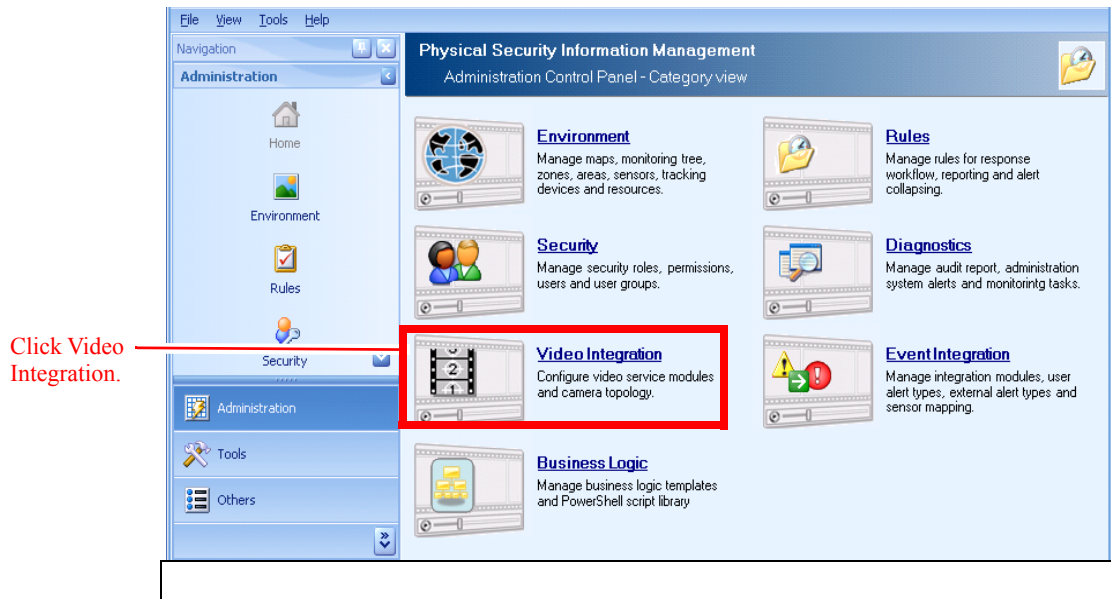 File View Tools Help
Navigation
Administration
Home
Environment
Rules
Security
Administration
Tools
Others
Physical Security Information Management
Administration Control Panel - Category view
Environment
Manage maps, monitoring tree,
zones, areas, sensors, tracking
devices and resources.
Rules
Manage rules for response
workflow, reporting and alert
collapsing.
Security
Manage security roles, permissions,
users and user groups.
Diagnostics
Manage audit report, administration
system alerts and monitorintg tasks.
Click Video
Integration.
Video Integration
2
1
Configure video service modules
and camera topology.
Event Integration
Manage integration modules, user
alert types, external alert types and
sensor mapping.
Business Logic
Manage business logic templates
and PowerShell script library